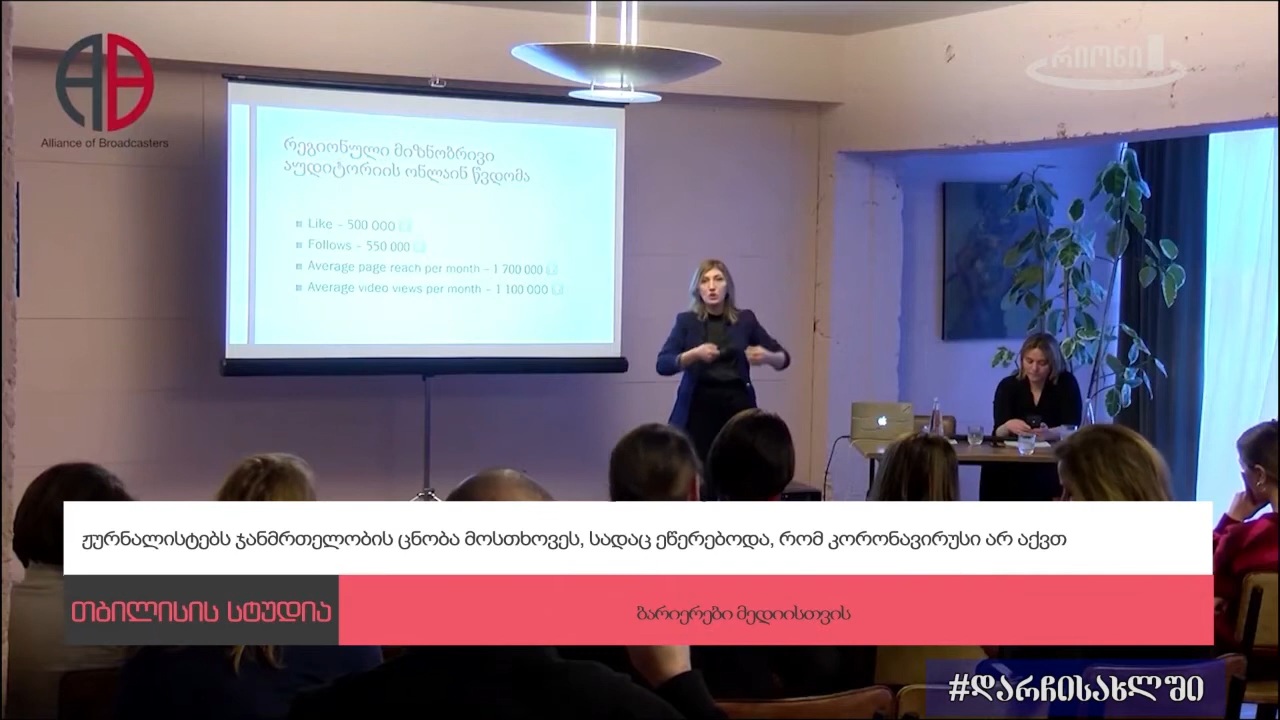 Alliance of Broadcasters
რიონი
რეგიონული მიზნობრივი
აუდიტორიის ონლაინ წვდომა
Like – 500 000
Follows – 550 000
Average page reach per month – 1 700 000
Average video views per month – 1 100 000
ჟურნალისტებს ჯანმრთელობის ცნობა მოსთხოვეს, სადაც ეწერებოდა, რომ კორონავირუსი არ აქვთ
თბილისის სტუდია
ბარიერები მედიისთვის
#დარჩისახლში